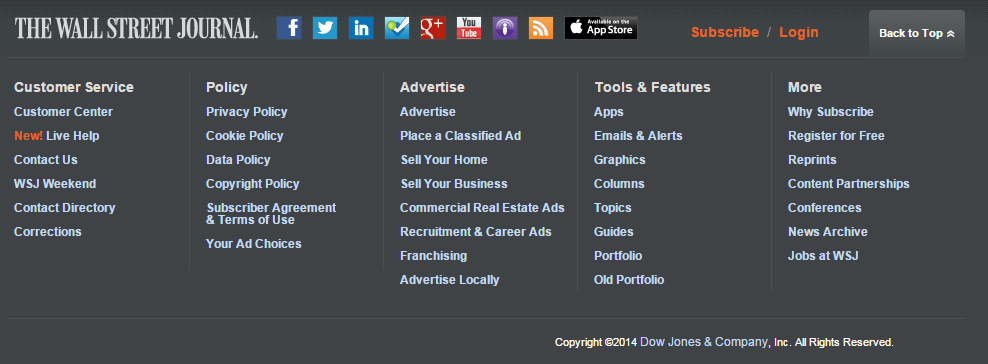 THE WALL STREET JOURNAL.
You
Tube
Available on the
App Store
Subscribe / Login
Back to Top
Customer Service
Customer Center
New! Live Help
Contact Us
WSJ Weekend
Contact Directory
Corrections
Policy
Privacy Policy
Cookie Policy
Data Policy
Copyright Policy
Subscriber Agreement
& Terms of Use
Your Ad Choices
Advertise
Advertise
Place a Classified Ad
Sell Your Home
Sell Your Business
Commercial Real Estate Ads
Recruitment & Career Ads
Franchising
Advertise Locally
Tools & Features
Apps
Emails & Alerts
Graphics
Columns
Topics
Guides
Portfolio
Old Portfolio
More
Why Subscribe
Register for Free
Reprints
Content Partnerships
Conferences
News Archive
Jobs at WSJ
Copyright ©2014 Dow Jones & Company, Inc. All Rights Reserved.